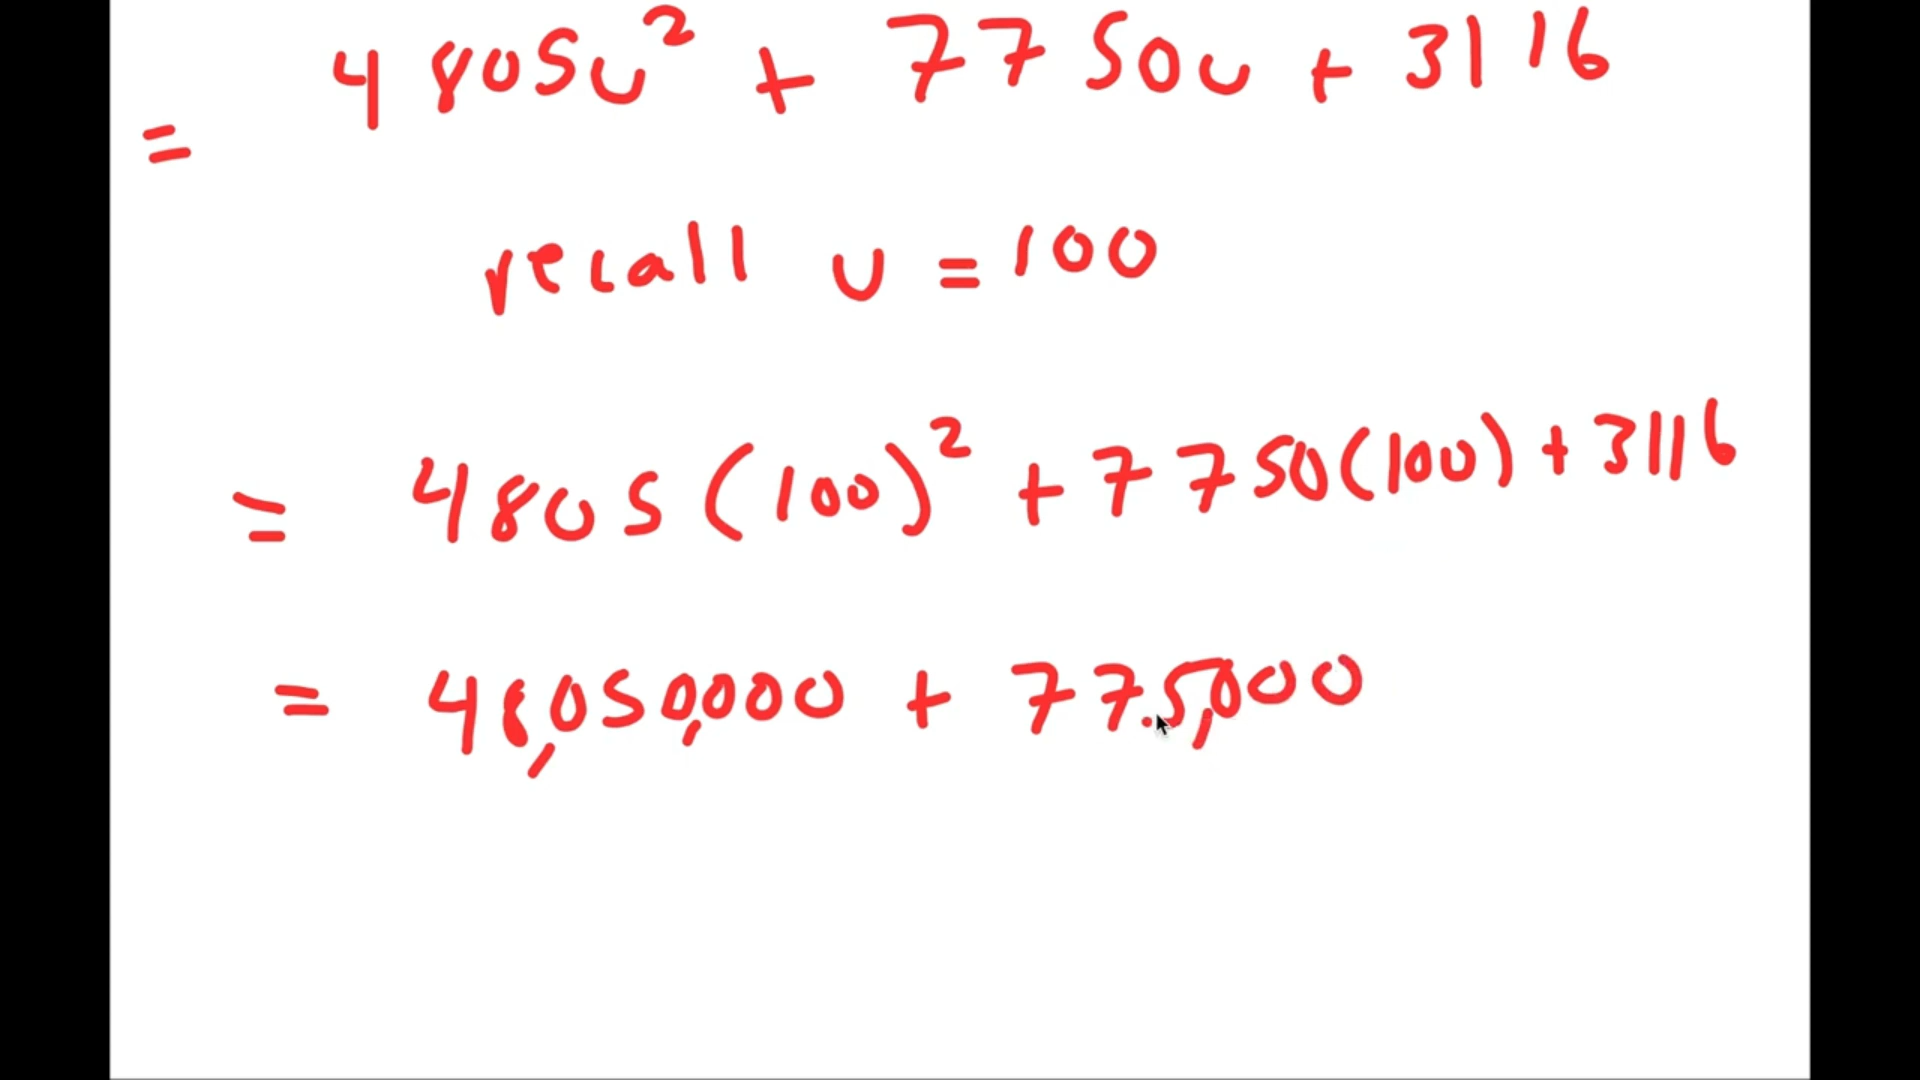 = 4805u² + 7750u + 3116
recall u = 100
= 4805(100)² + 7750(100) + 3116
= 48,050,000 + 775,000